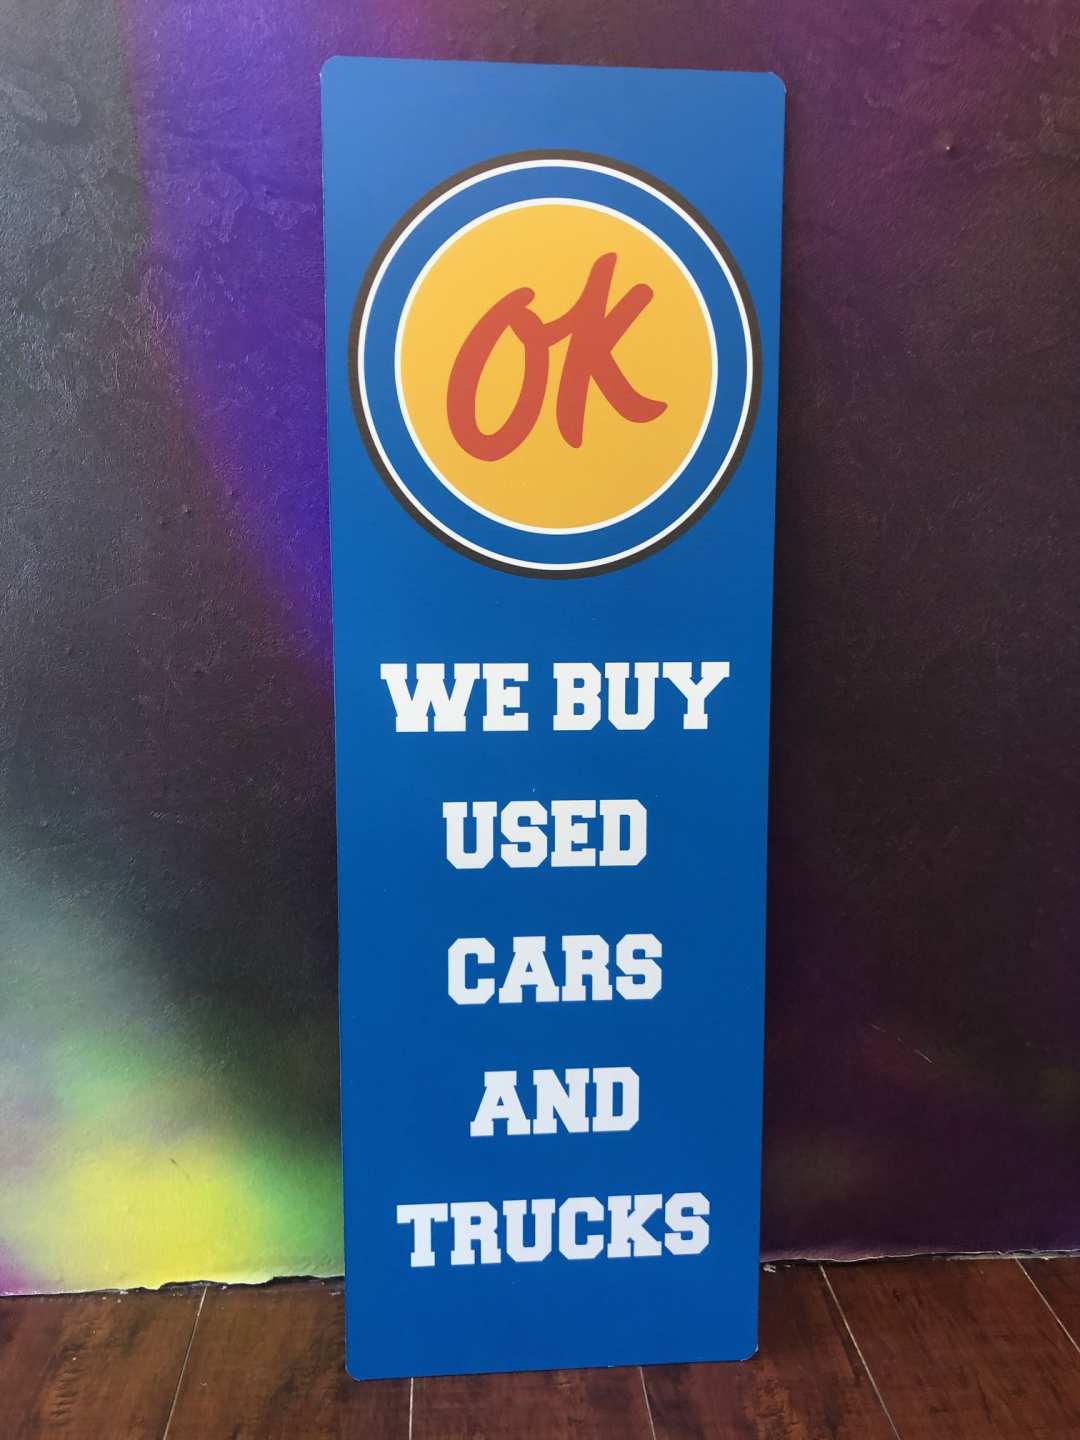 OK
WE BUY
USED
CARS
AND
TRUCKS